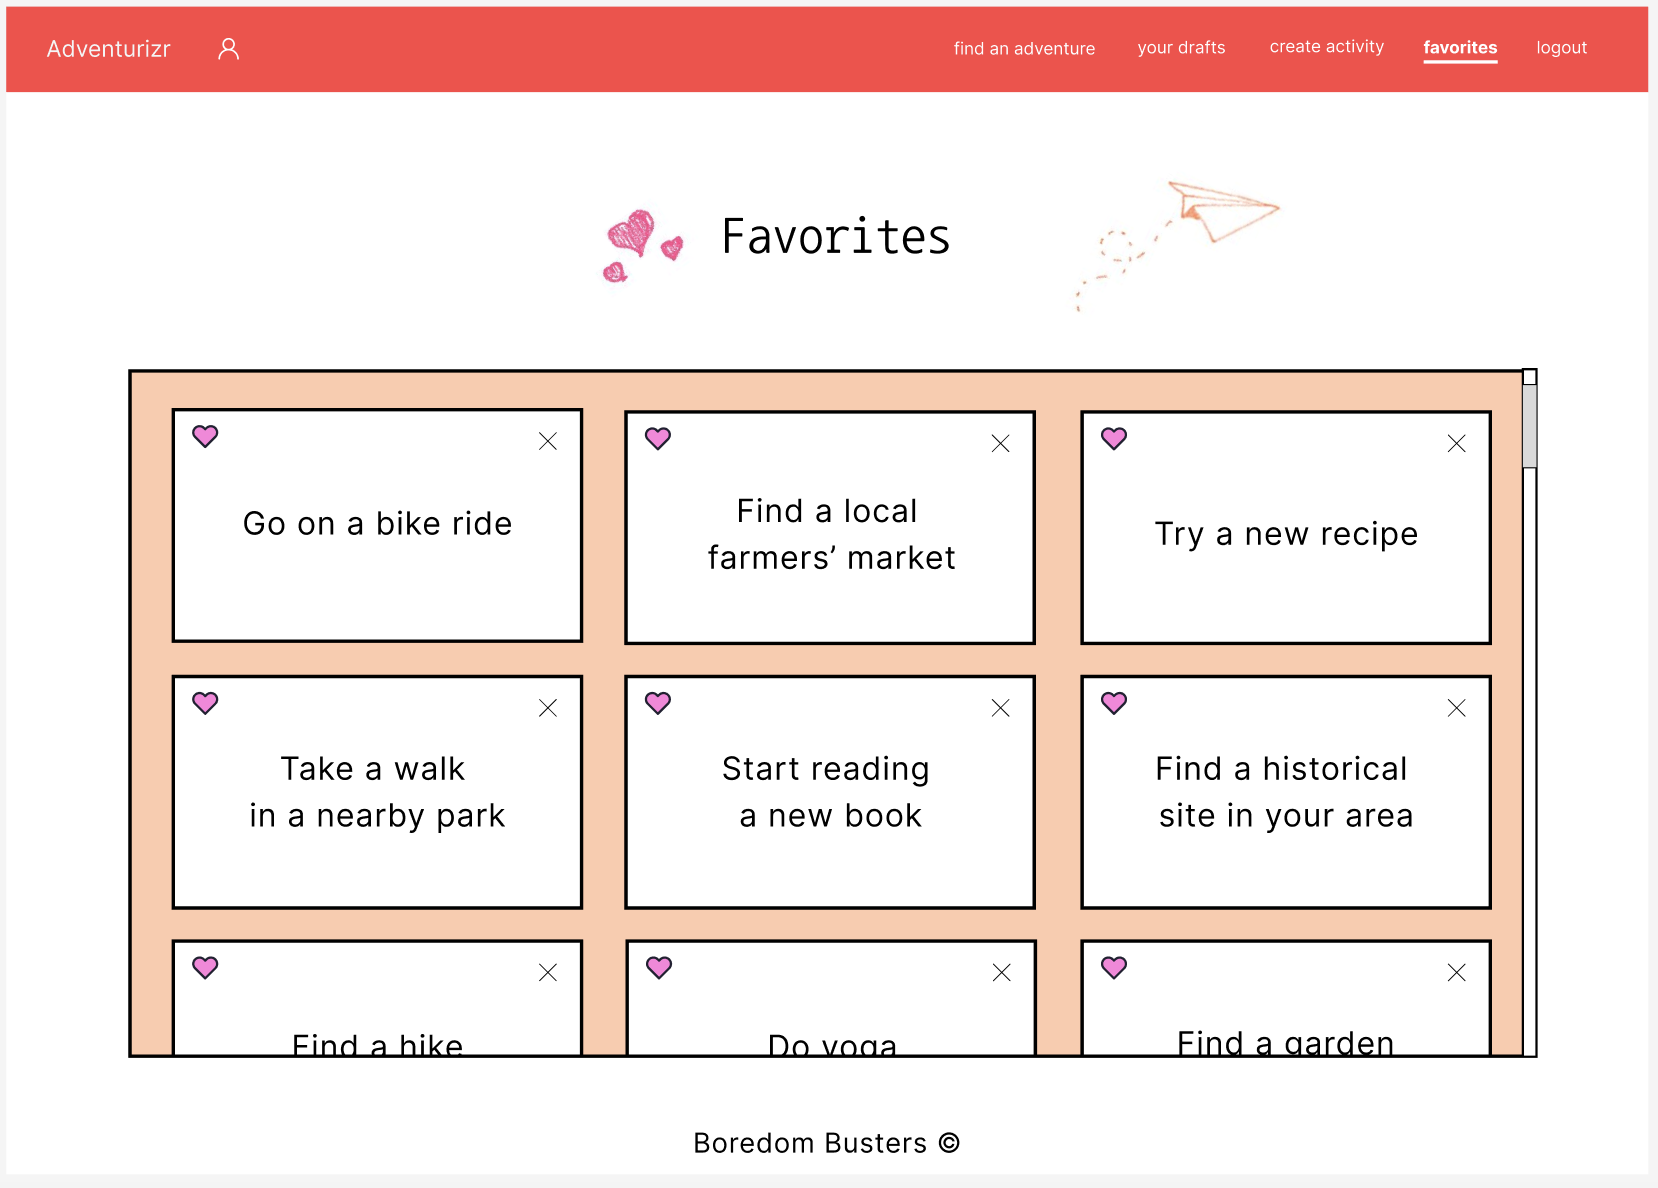 Adventurizr
find an adventure
your drafts
create activity
favorites
logout
Favorites
Go on a bike ride
Find a local
farmers’ market
Try a new recipe
Take a walk
in a nearby park
Start reading
a new book
Find a historical
site in your area
Find a hike
Do yoga
Find a garden
Boredom Busters ©